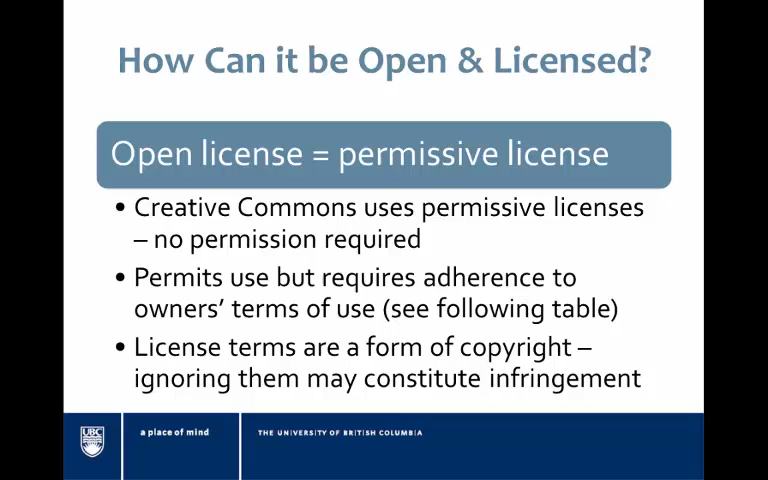 How Can it be Open & Licensed?
Open license = permissive license
• Creative Commons uses permissive licenses
– no permission required
• Permits use but requires adherence to
owners’ terms of use (see following table)
• License terms are a form of copyright –
ignoring them may constitute infringement
UBC
a place of mind
THE UNIVERSITY OF BRITISH COLUMBIA